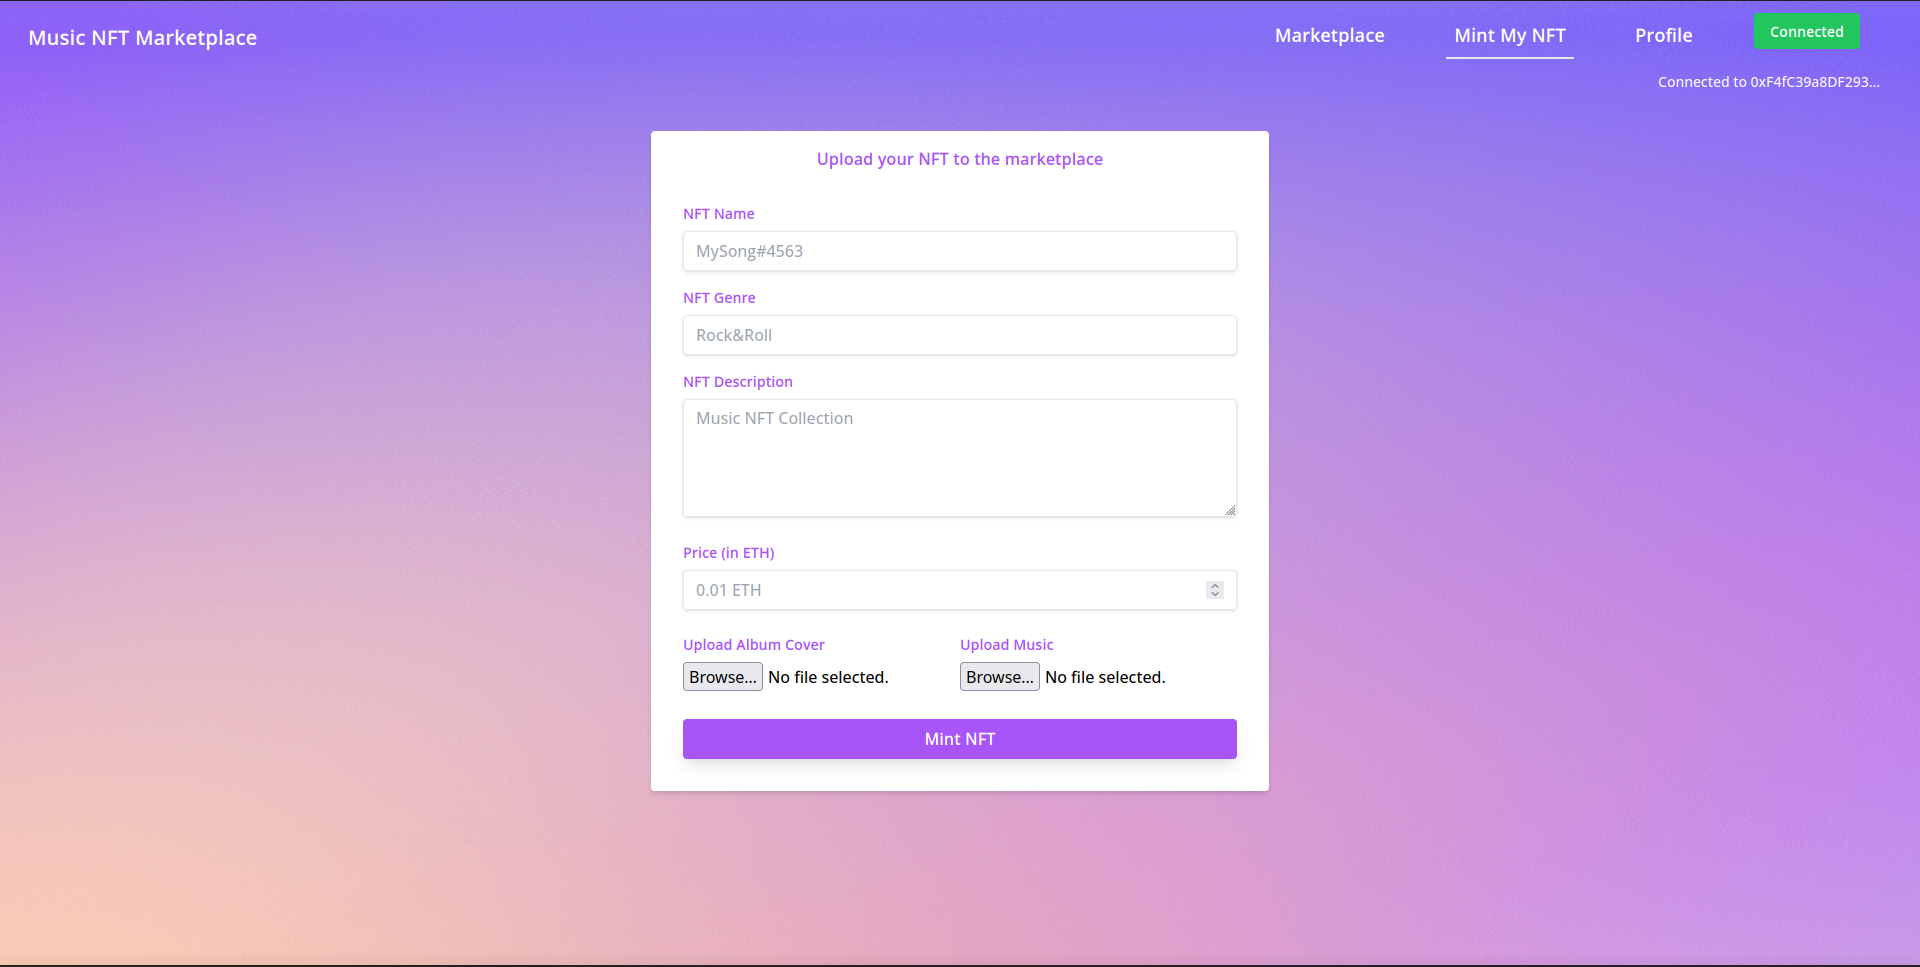 Music NFT Marketplace
Marketplace
Mint My NFT
Profile
Connected
Connected to 0xF4fC39a8DF293...
Upload your NFT to the marketplace
NFT Name
MySong#4563
NFT Genre
Rock&Roll
NFT Description
Music NFT Collection
Price (in ETH)
0.01 ETH
Upload Album Cover
Browse... No file selected.
Upload Music
Browse... No file selected.
Mint NFT